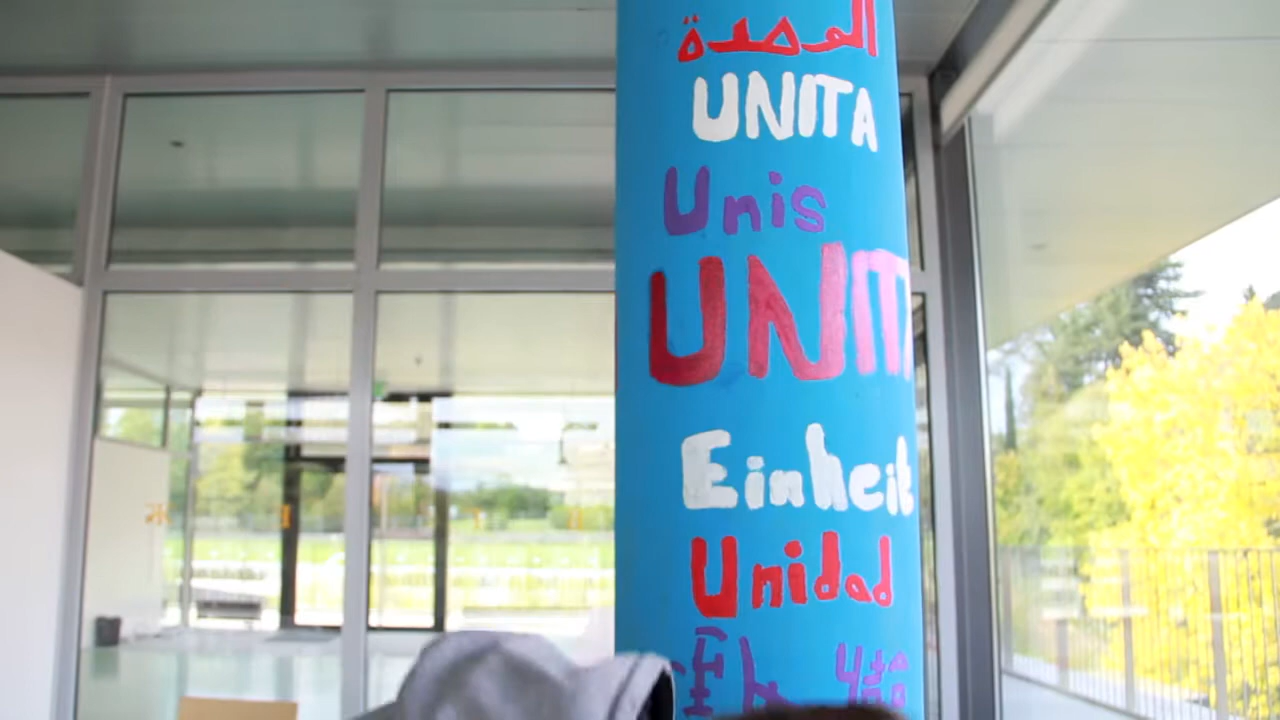 الوحدة
UNITA
Unis
UNIT
Einheit
Unidad